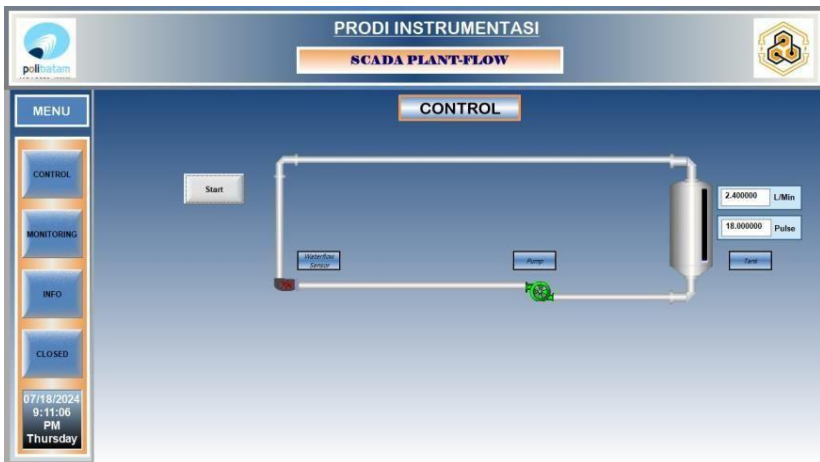 PRODI INSTRUMENTASI
SCADA PLANT-FLOW
polibatam
MENU
CONTROL
CONTROL
MONITORING
INFO
CLOSED
07/18/2024
9:11:06
PM
Thursday
Start
Waterflow
Sensor
Pump
2.400000 L/Min
18.000000 Pulse
Tank